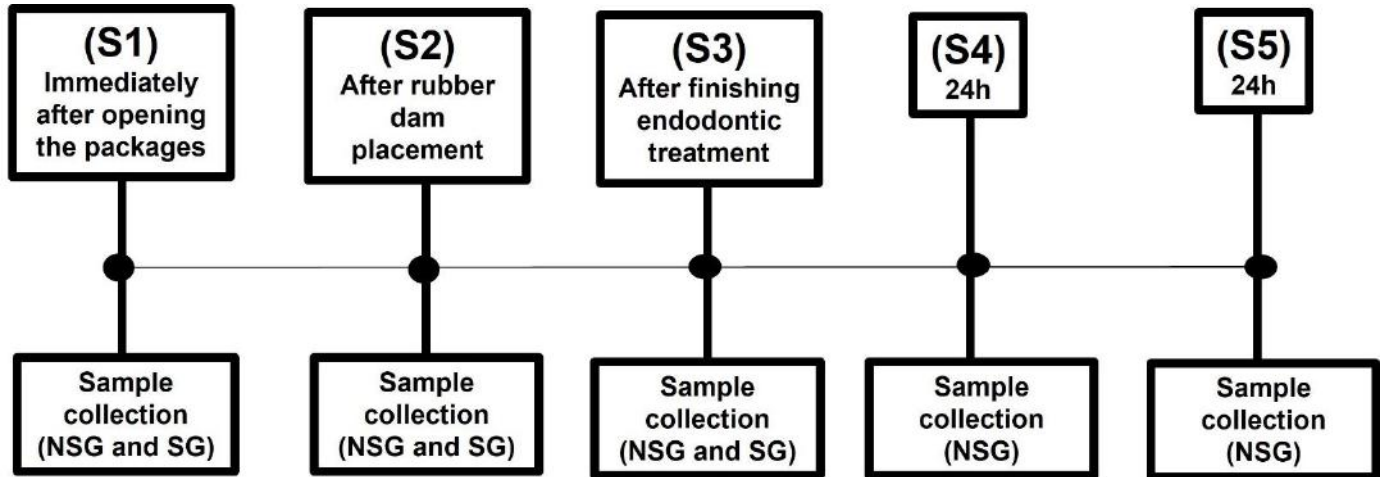 (S1)
Immediately
after opening
the packages
(S2)
After rubber
dam
placement
(S3)
After finishing
endodontic
treatment
(S4)
24h
(S5)
24h
Sample
collection
(NSG and SG)
Sample
collection
(NSG and SG)
Sample
collection
(NSG and SG)
Sample
collection
(NSG)
Sample
collection
(NSG)